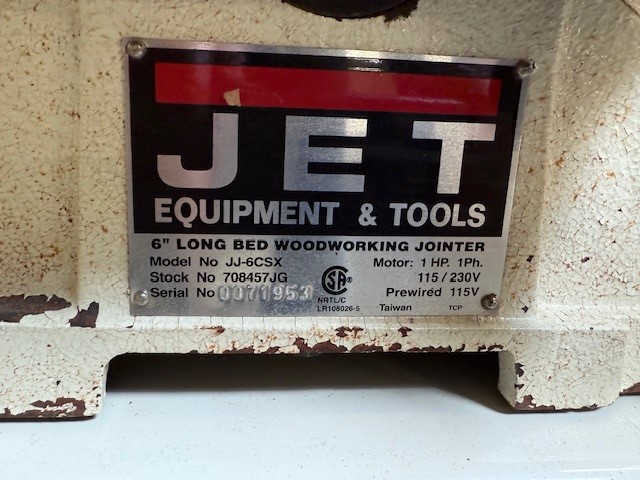 JET
EQUIPMENT & TOOLS
6" LONG BED WOODWORKING JOINTER
Model No JJ-6CSX Motor: 1 HP. 1Ph.
Stock No 708457JG 115/230V
Serial No 0071953 Prewired 115V
SA
NRTL/C
LR108026-5 Taiwan TCP